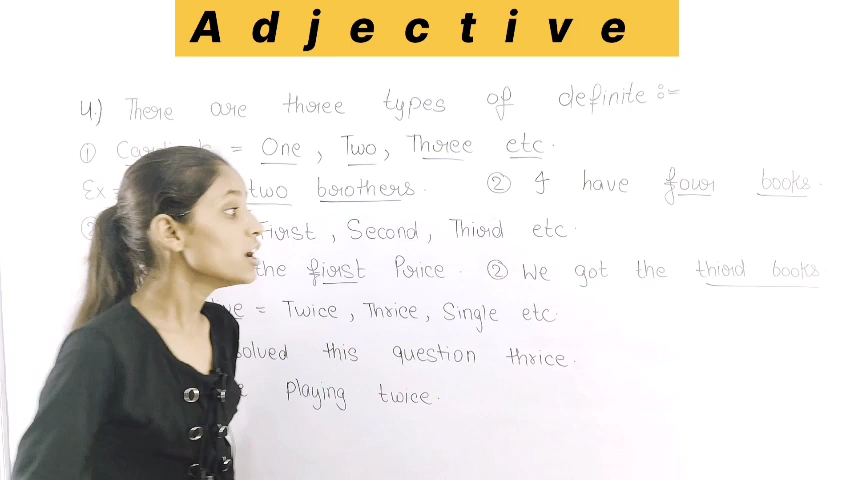 Adjective
4.) There are three types of definite :-
① = One , Two , Three etc .
Ex = two brothers . ② I have four books .
First , Second , Third etc .
the first Price . ② We got the third books
= Twice , Thrice , Single etc .
solved this question thrice .
playing twice .